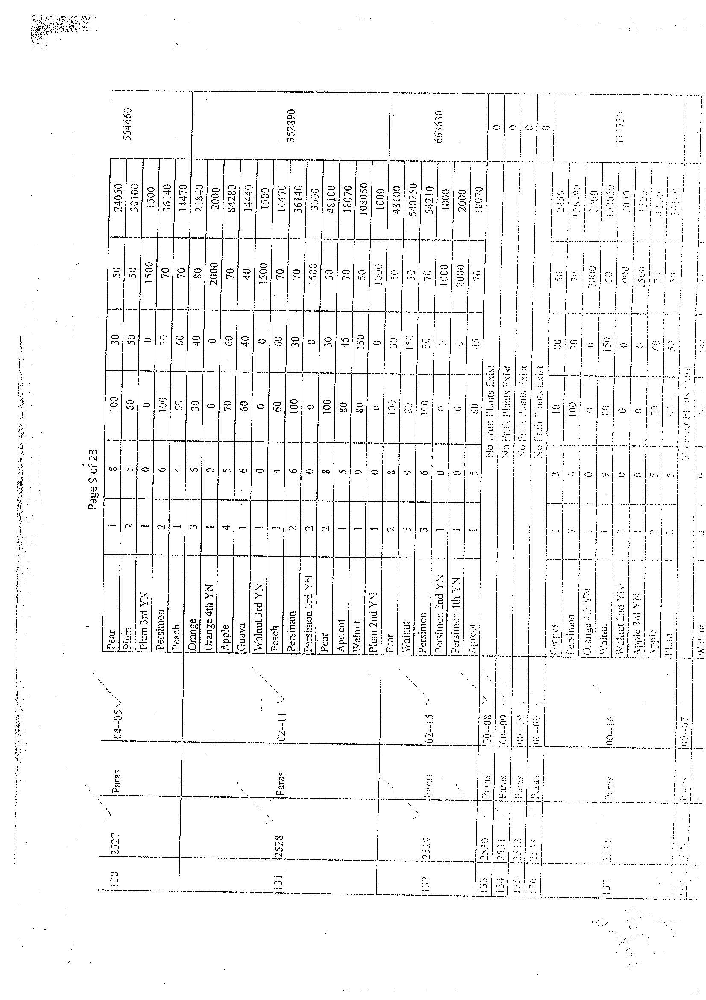 Page 9 of 23
130 2527 Paras 04--05 Pear 1 8 100 30 50 24050 554460
Plum 2 5 60 50 50 30100
Plum 3rd YN 1 0 0 0 1500 1500
Persimon 2 6 100 30 70 36140
Peach 1 4 60 60 70 14470
131 2528 Paras 02--11 Orange 3 6 30 40 80 21840 352890
Orange 4th YN 1 0 0 0 2000 2000
Apple 4 5 70 60 70 84280
Guava 1 6 60 40 40 14440
Walnut 3rd YN 1 0 0 0 1500 1500
Peach 1 4 60 60 70 14470
Persimon 2 6 100 30 70 36140
Persimon 3rd YN 2 0 0 0 1500 3000
Pear 2 8 100 30 50 48100
Apricot 1 5 80 45 70 18070
Walnut 1 9 80 150 50 108050
Plum 2nd YN 1 0 0 0 1000 1000
132 2529 Paras 02--15 Pear 2 8 100 30 50 48100 663630
Walnut 5 9 80 150 50 540250
Persimon 3 6 100 30 70 54210
Persimon 2nd YN 1 0 0 0 1000 1000
Persimon 4th YN 1 0 0 0 2000 2000
Apricot 1 5 80 45 70 18070
133 2530 Paras 00--08 No Fruit Plants Exist 0
134 2531 Paras 00--09 No Fruit Plants Exist 0
135 2532 Paras 00--19 No Fruit Plants Exist 0
136 2533 Paras 00--09 No Fruit Plants Exist 0
137 2534 Paras 00--16 Grapes 1 3 10 80 50 2450 314730
Persimon 7 6 100 30 70 126490
Orange 4th YN 1 0 0 0 2000 2000
Walnut 1 9 80 150 50 108050
Walnut 2nd YN 2 0 0 0 1000 2000
Apple 3rd YN 1 0 0 0 1500 1500
Apple 2 5 70 60 70 42140
Plum 2 5 60 50 50 30100
Paras 00--07 No Fruit Plants Exist
Walnut